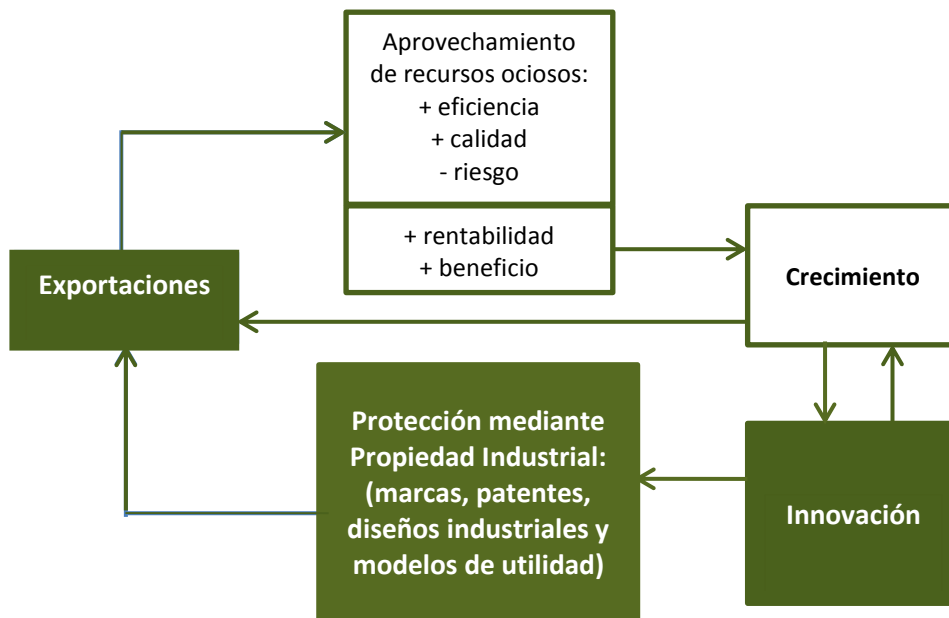 Aprovechamiento
de recursos ociosos:
+ eficiencia
+ calidad
- riesgo
+ rentabilidad
+ beneficio
Exportaciones
Crecimiento
Protección mediante
Propiedad Industrial:
(marcas, patentes,
diseños industriales y
modelos de utilidad)
Innovación